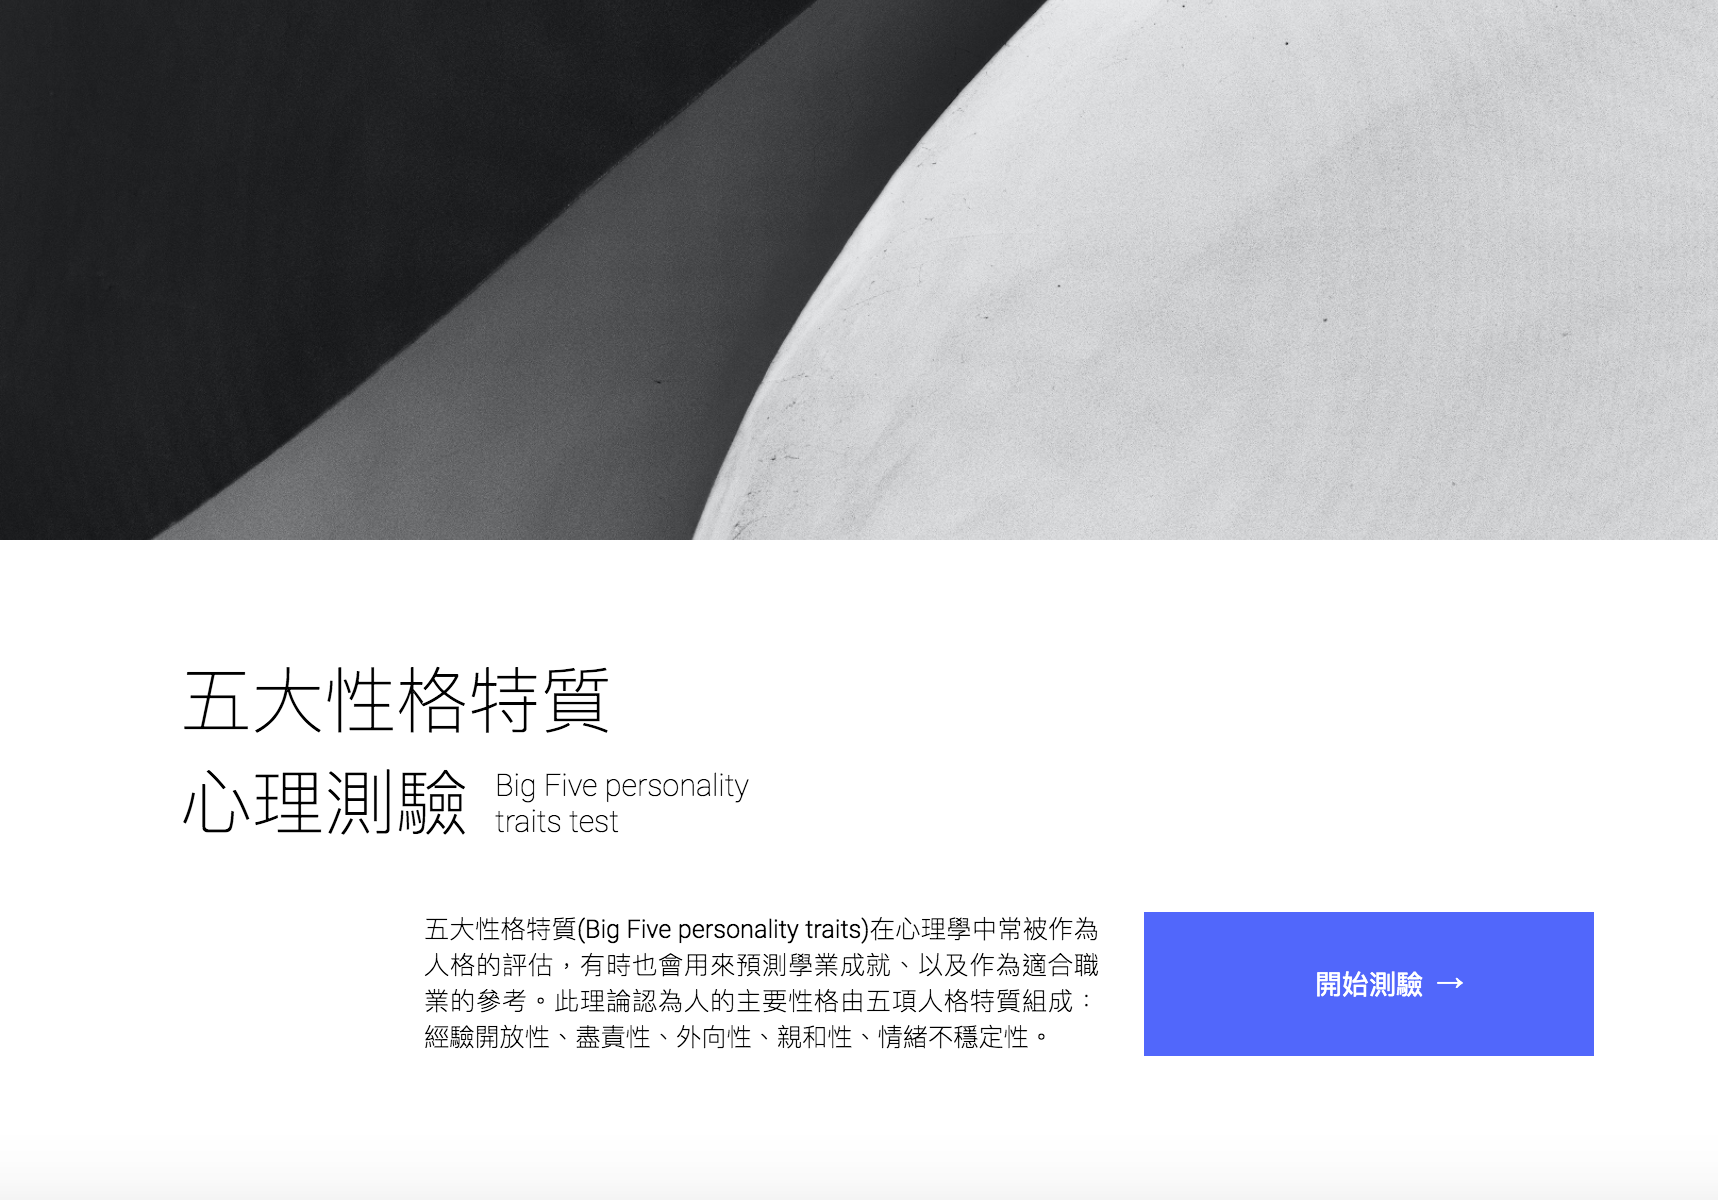 五大性格特質
心理測驗
Big Five personality
traits test
五大性格特質(Big Five personality traits)在心理學中常被作為
人格的評估，有時也會用來預測學業成就、以及作為適合職
業的參考。此理論認為人的主要性格由五項人格特質組成：
經驗開放性、盡責性、外向性、親和性、情緒不穩定性。
開始測驗 →